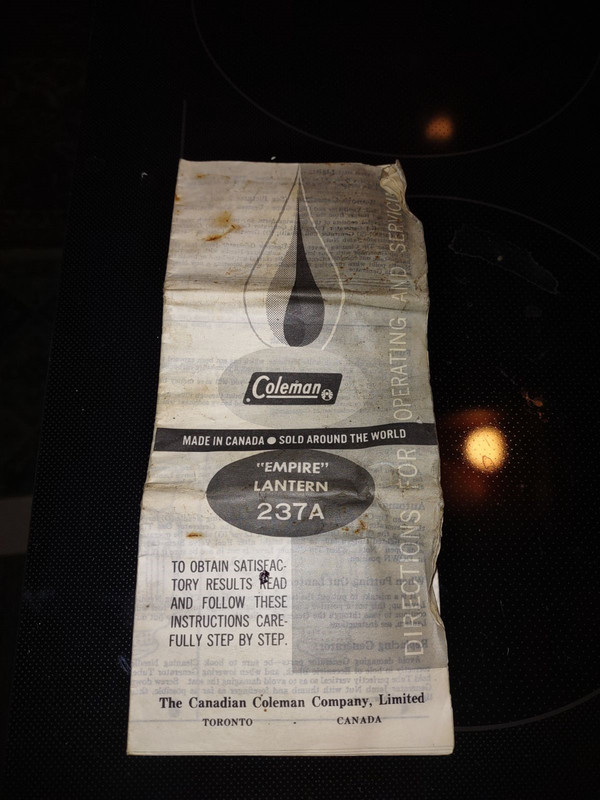 Coleman
MADE IN CANADA ● SOLD AROUND THE WORLD
"EMPIRE"
LANTERN
237A
DIRECTIONS FOR OPERATING AND
TO OBTAIN SATISFAC-
TORY RESULTS READ
AND FOLLOW THESE
INSTRUCTIONS CARE-
FULLY STEP BY STEP.
The Canadian Coleman Company, Limited
TORONTO - CANADA